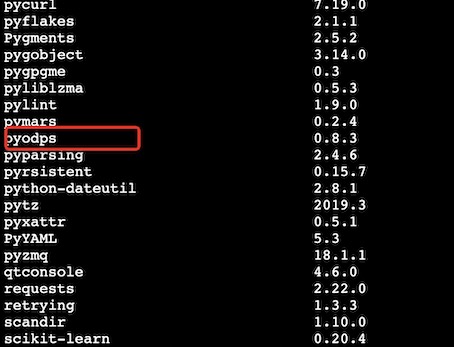 pycurl 7.19.0
pyflakes 2.1.1
Pygments 2.5.2
pygobject 3.14.0
pygpgme 0.3
pyliblzma 0.5.3
pylint 1.9.0
pymars 0.2.4
pyodps 0.8.3
pyparsing 2.4.6
pyrsistent 0.15.7
python-dateutil 2.8.1
pytz 2019.3
pyxattr 0.5.1
PyYAML 5.3
pyzmq 18.1.1
qtconsole 4.6.0
requests 2.22.0
retrying 1.3.3
scandir 1.10.0
scikit-learn 0.20.4